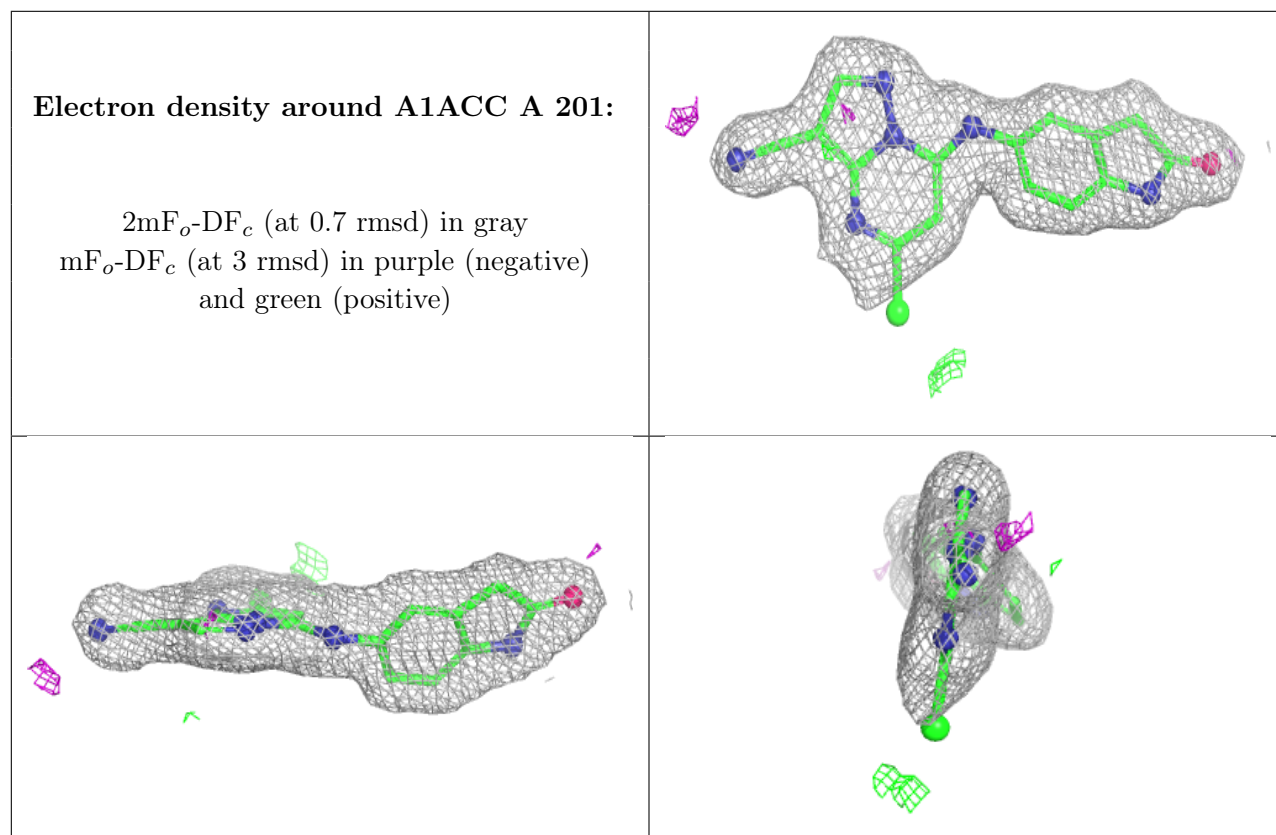 Electron density around A1ACC A 201:
2mFo-DFc (at 0.7 rmsd) in gray
mFo-DFc (at 3 rmsd) in purple (negative)
and green (positive)